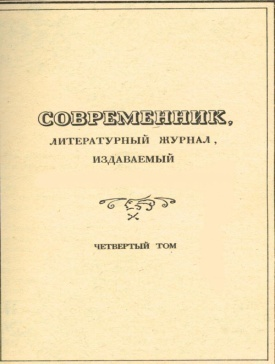 СОВРЕМЕННИК,
ЛИТЕРАТУРНЫЙ ЖУРНАЛ,
ИЗДАВАЕМЫЙ
ЧЕТВЕРТЫЙ ТОМ